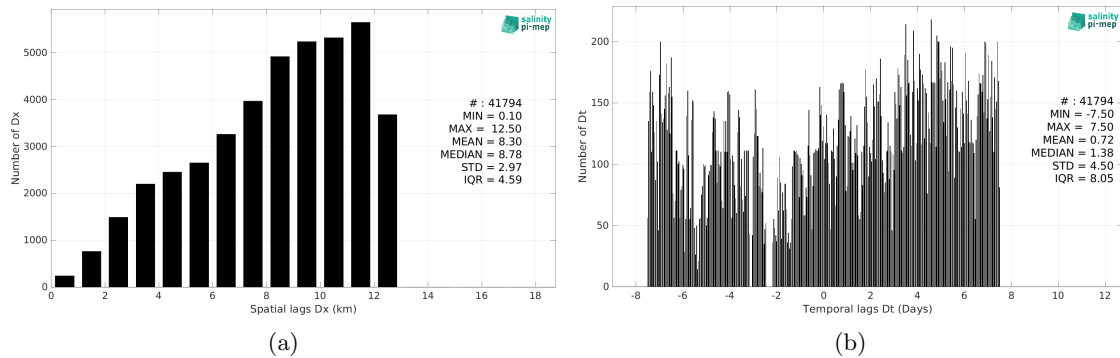 salinity
pi-mep
Number of Dx
5000
4000
3000
2000
1000
0
# : 41794
MIN = 0.10
MAX = 12.50
MEAN = 8.30
MEDIAN = 8.78
STD = 2.97
IQR = 4.59
0 2 4 6 8 10 12 14 16 18
Spatial lags Dx (km)
(a)
salinity
pi-mep
Number of Dt
200
150
100
50
0
# : 41794
MIN = -7.50
MAX = 7.50
MEAN = 0.72
MEDIAN = 1.38
STD = 4.50
IQR = 8.05
-8 -6 -4 -2 0 2 4 6 8 10 12
Temporal lags Dt (Days)
(b)